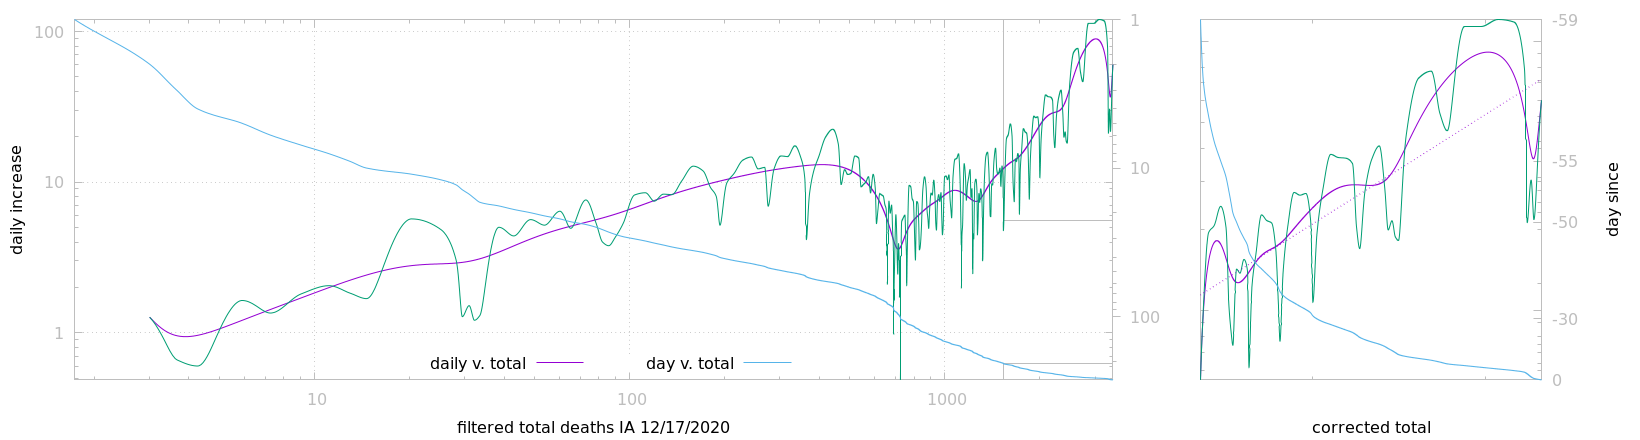 100
10
1
daily increase
10
100
1000
filtered total deaths IA 12/17/2020
daily v. total
day v. total
1
10
100
-59
-55
-50
-30
0
day since
corrected total